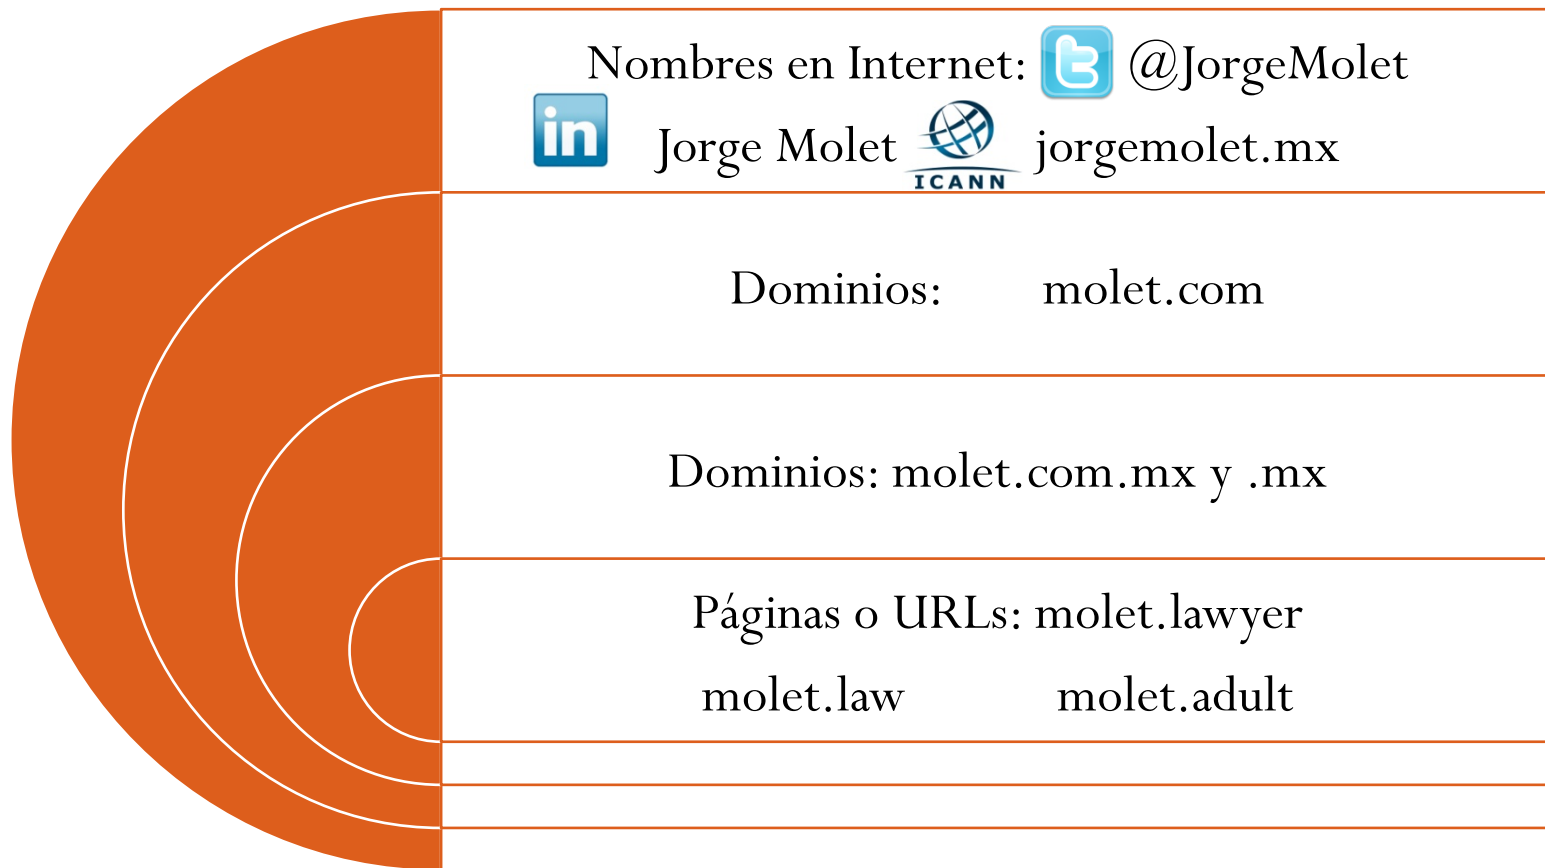 Nombres en Internet: @JorgeMolet
in Jorge Molet ICANN jorgemolet.mx
Dominios: molet.com
Dominios: molet.com.mx y .mx
Páginas o URLs: molet.lawyer
molet.law molet.adult